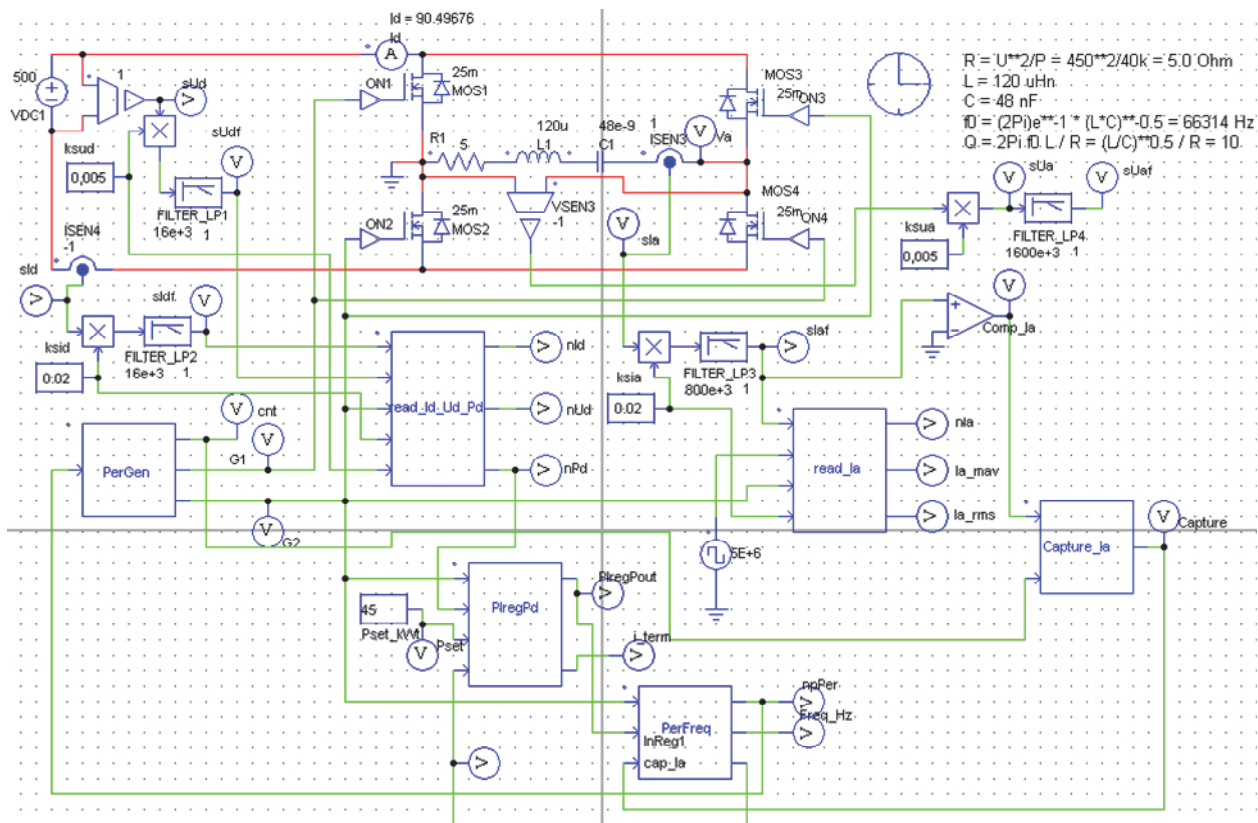 Id = 90.49676
Id
A
500
VDC1
1
sUd
ON1
25m
MOS1
MOS3
25m
ON3
R = U**2/P = 450**2/40k = 5.0 Ohm
L = 120 uHn
C = 48 nF
f0 = (2Pi)e**-1 * (L*C)**-0.5 = 66314 Hz
Q = 2Pi f0 L / R = (L/C)**0.5 / R = 10
ksud
0,005
sUdf
V
FILTER_LP1
16e+3
1
R1
5
120u
L1
48e-9
C1
ISEN3
1
V
Va
MOS4
25m
ON4
ISEN4
-1
ON2
25m
MOS2
VSEN3
-1
sIa
V
sUa
V
sUaf
V
ksua
0,005
FILTER_LP4
1600e+3
1
sId
V
sIdf
V
ksid
0.02
FILTER_LP2
16e+3
1
V
Comp_Ia
ksia
0.02
FILTER_LP3
800e+3
1
sIaf
V
read_Id_Ud_Pd
nId
nUd
nPd
cnt
V
G1
V
PerGen
G2
V
read_Ia
nIa
Ia_mav
Ia_rms
5E+6
Capture_Ia
V
Capture
PIregPd
PIregPout
i_term
45
Pset_kWt
Pset
V
PerFreq
InReg1
cap_Ia
npPer
Freq_Hz